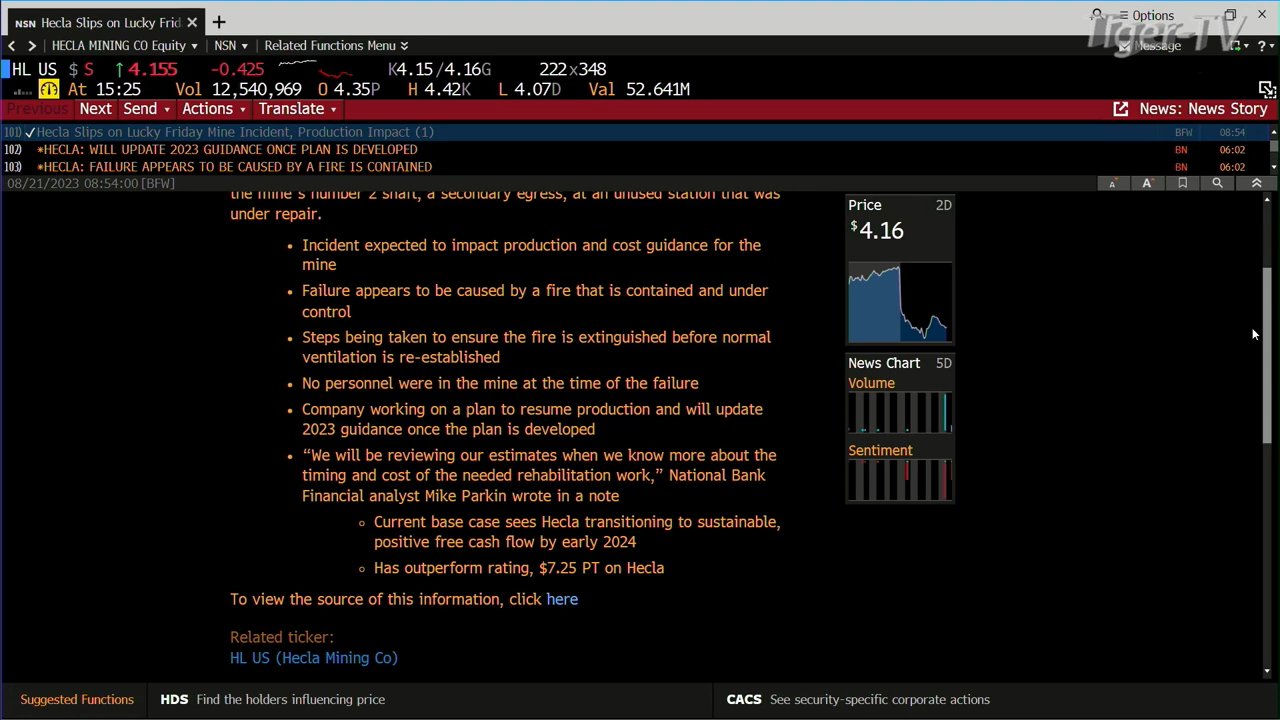 NSN Hecla Slips on Lucky Frid × +
Options
Tiger-TV
HECLA MINING CO Equity NSN Related Functions Menu
Message
HL US $ S ↑ 4.155 -0.425 K4.15 / 4.16G 222 x 348
At 15:25 Vol 12,540,969 O 4.35P H 4.42K L 4.07D Val 52.641M
Previous Next Send Actions Translate News: News Story
101) Hecla Slips on Lucky Friday Mine Incident, Production Impact (1) BFW 08:54
102) *HECLA: WILL UPDATE 2023 GUIDANCE ONCE PLAN IS DEVELOPED BN 06:02
103) *HECLA: FAILURE APPEARS TO BE CAUSED BY A FIRE IS CONTAINED BN 06:02
08/21/2023 08:54:00 [BFW]
the mine's number 2 shaft, a secondary egress, at an unused station that was
under repair.
• Incident expected to impact production and cost guidance for the
mine
• Failure appears to be caused by a fire that is contained and under
control
• Steps being taken to ensure the fire is extinguished before normal
ventilation is re-established
• No personnel were in the mine at the time of the failure
• Company working on a plan to resume production and will update
2023 guidance once the plan is developed
• “We will be reviewing our estimates when we know more about the
timing and cost of the needed rehabilitation work,” National Bank
Financial analyst Mike Parkin wrote in a note
◦ Current base case sees Hecla transitioning to sustainable,
positive free cash flow by early 2024
◦ Has outperform rating, $7.25 PT on Hecla
To view the source of this information, click here
Related ticker:
HL US (Hecla Mining Co)
Price 2D
$4.16
News Chart 5D
Volume
Sentiment
Suggested Functions HDS Find the holders influencing price CACS See security-specific corporate actions